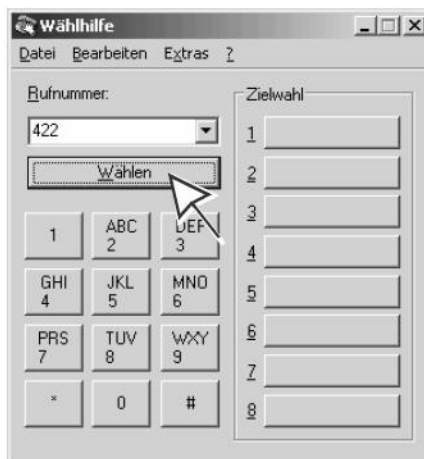 Wählhilfe
Datei Bearbeiten Extras ?
Rufnummer:
422
Wählen
1 ABC 2 DEF 3
GHI 4 JKL 5 MNO 6
PRS 7 TUV 8 WXY 9
* 0 #
Zielwahl
1
2
3
4
5
6
7
8